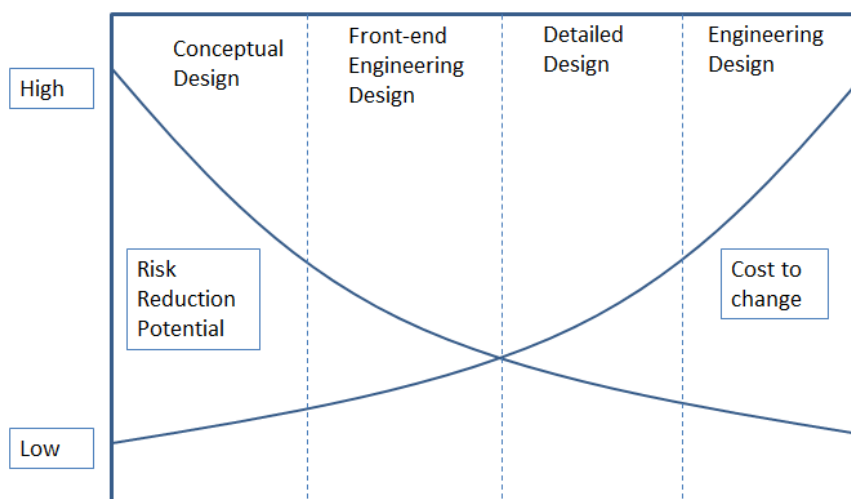 Conceptual
Design
Front-end
Engineering
Design
Detailed
Design
Engineering
Design
High
Risk
Reduction
Potential
Cost to
change
Low